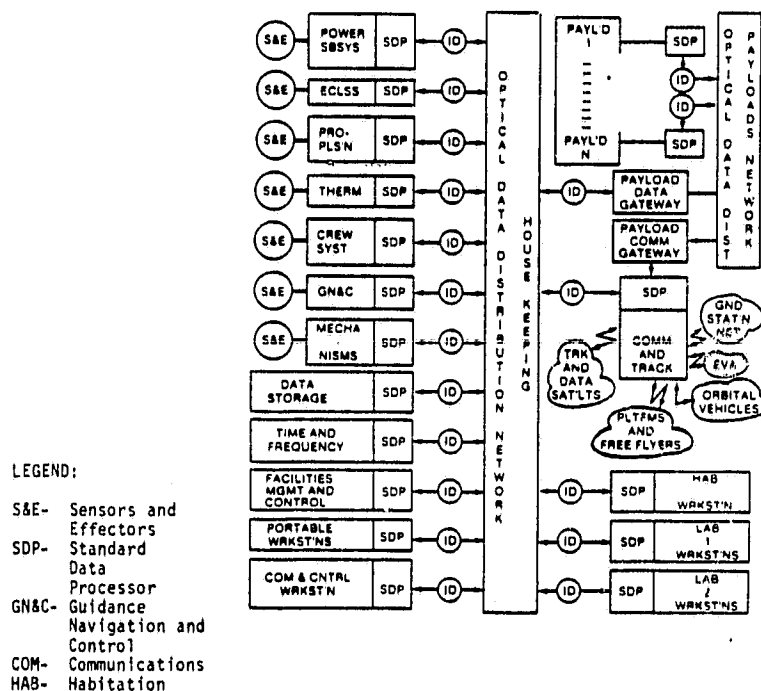 S&E
POWER
SBSYS
SDP
ID
S&E
ECLSS
SDP
ID
S&E
PRO-
PLS'N
SDP
ID
S&E
THERM
SDP
ID
S&E
CREW
SYST
SDP
ID
S&E
GN&C
SDP
ID
S&E
MECHA
NISMS
SDP
ID
DATA
STORAGE
SDP
ID
TIME AND
FREQUENCY
SDP
ID
FACILITIES
MGMT AND
CONTROL
SDP
ID
PORTABLE
WRKST'NS
SDP
ID
COM & CNTRL
WRKST'N
SDP
ID
OPTICAL DATA DISTRIBUTION NETWORK
HOUSE KEEPING
PAYL'D
1
PAYL'D
N
SDP
ID
ID
SDP
OPTICAL DATA DIST
PAYLOADS NETWORK
ID
PAYLOAD
DATA
GATEWAY
PAYLOAD
COMM
GATEWAY
ID
SDP
COMM
AND
TRACK
GND
STAT'N
NET
EVA
ORBITAL
VEHICLES
TRK
AND
DATA
SAT'LTS
PLTFMS
AND
FREE FLYERS
ID
SDP
HAB
WRKST'N
ID
SDP
LAB
1
WRKST'NS
ID
SDP
LAB
2
WRKST'NS
LEGEND:
S&E- Sensors and
Effectors
SDP- Standard
Data
Processor
GN&C- Guidance
Navigation and
Control
COM- Communications
HAB- Habitation